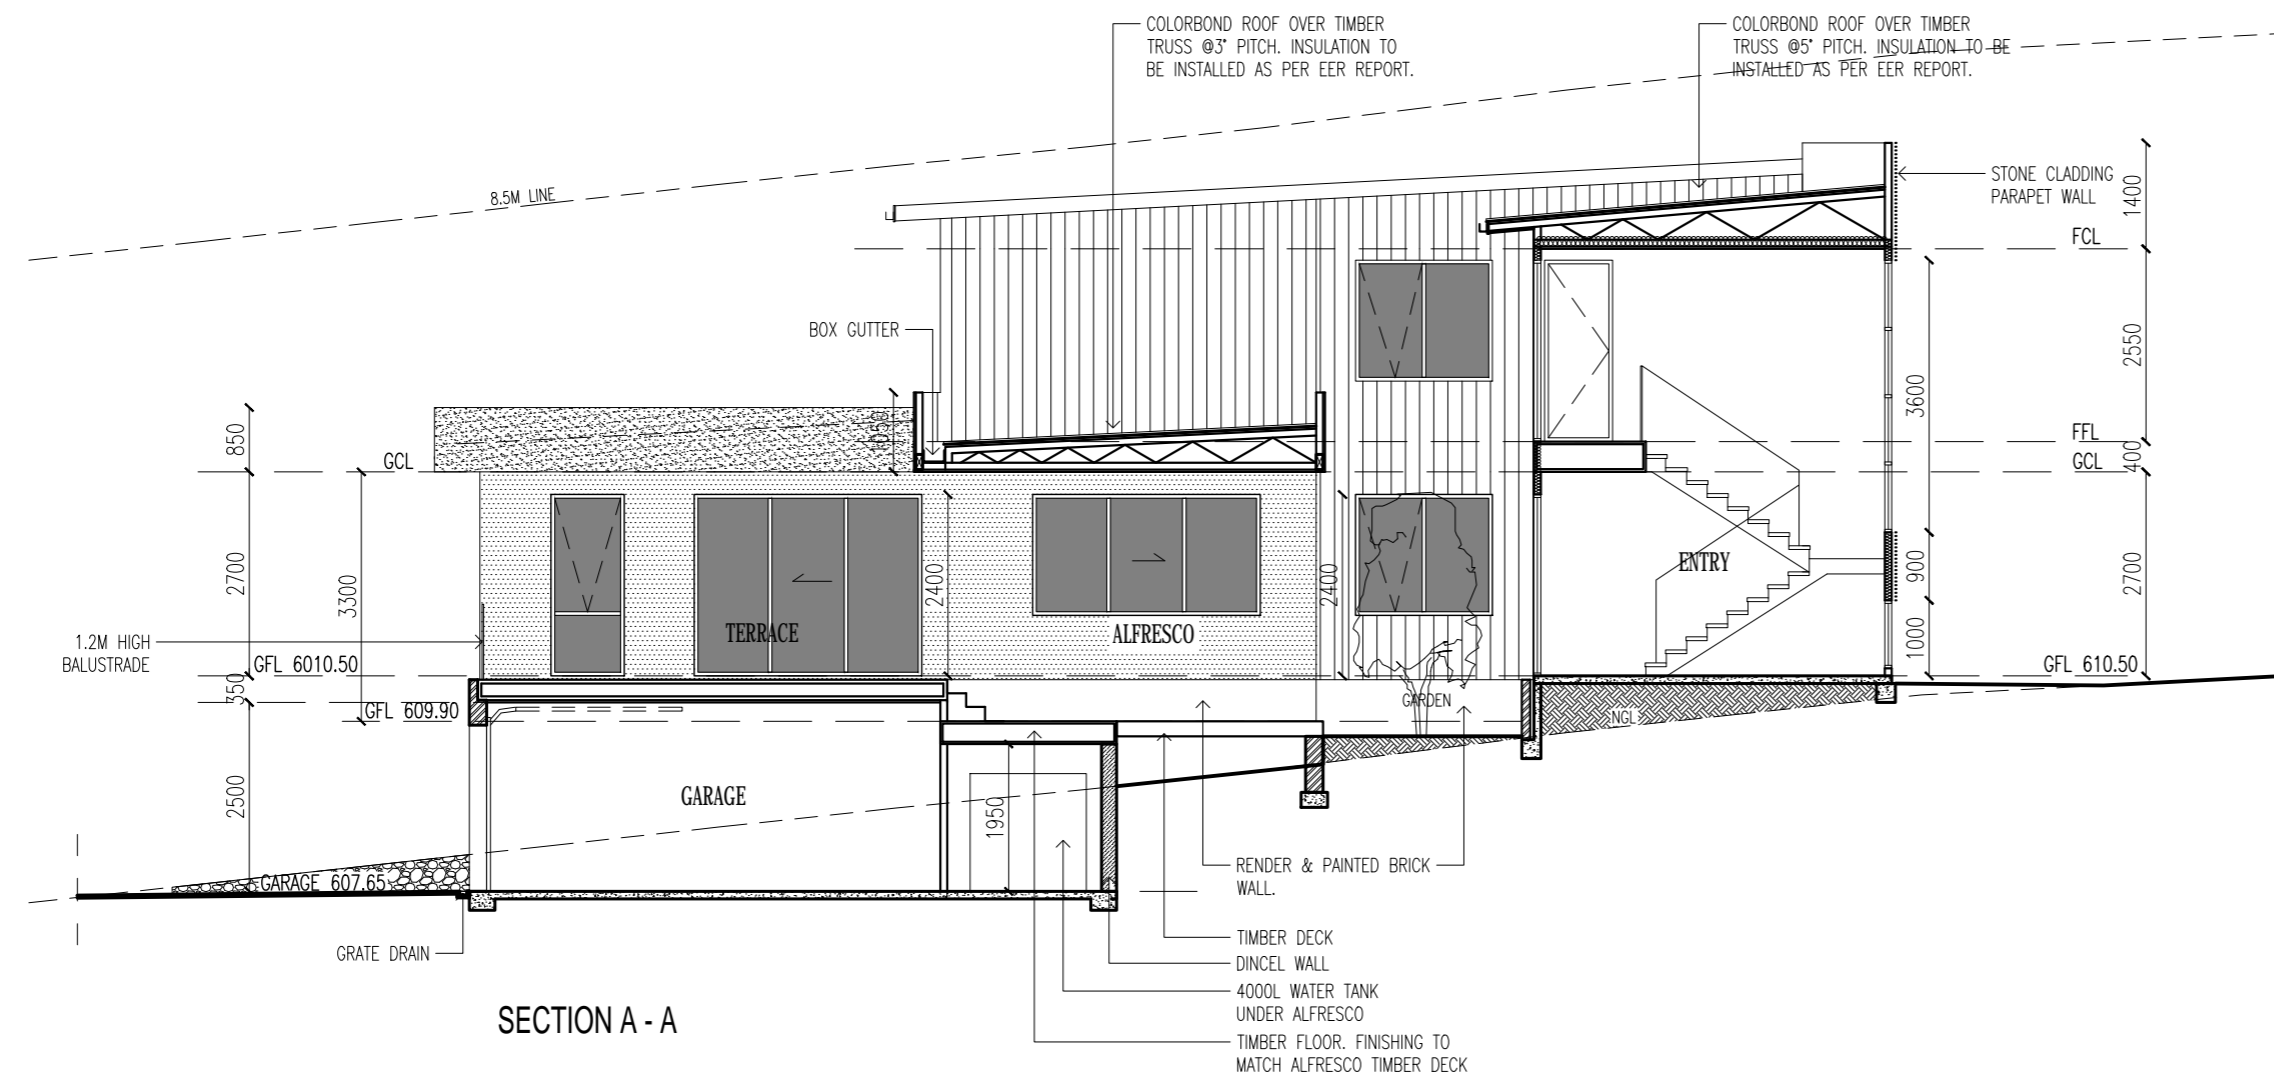 COLORBOND ROOF OVER TIMBER
TRUSS @3° PITCH. INSULATION TO
BE INSTALLED AS PER EER REPORT.
COLORBOND ROOF OVER TIMBER
TRUSS @5° PITCH. INSULATION TO BE
INSTALLED AS PER EER REPORT.
8.5M LINE
STONE CLADDING
PARAPET WALL
1400
FCL
BOX GUTTER
2550
3600
850
1050
FFL
400
GCL
GCL
2700
3300
2400
2400
ENTRY
900
2700
1000
1.2M HIGH
BALUSTRADE
TERRACE
ALFRESCO
GFL 6010.50
GFL 610.50
350
GFL 609.90
GARDEN
NGL
2500
GARAGE
1950
GARAGE 607.65
RENDER & PAINTED BRICK
WALL.
GRATE DRAIN
TIMBER DECK
DINCEL WALL
4000L WATER TANK
UNDER ALFRESCO
TIMBER FLOOR. FINISHING TO
MATCH ALFRESCO TIMBER DECK
SECTION A - A